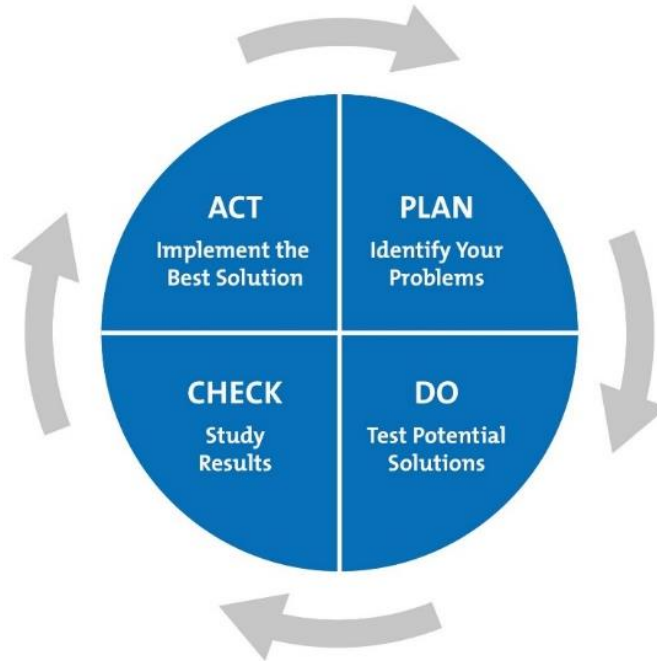 ACT
Implement the
Best Solution
PLAN
Identify Your
Problems
CHECK
Study
Results
DO
Test Potential
Solutions